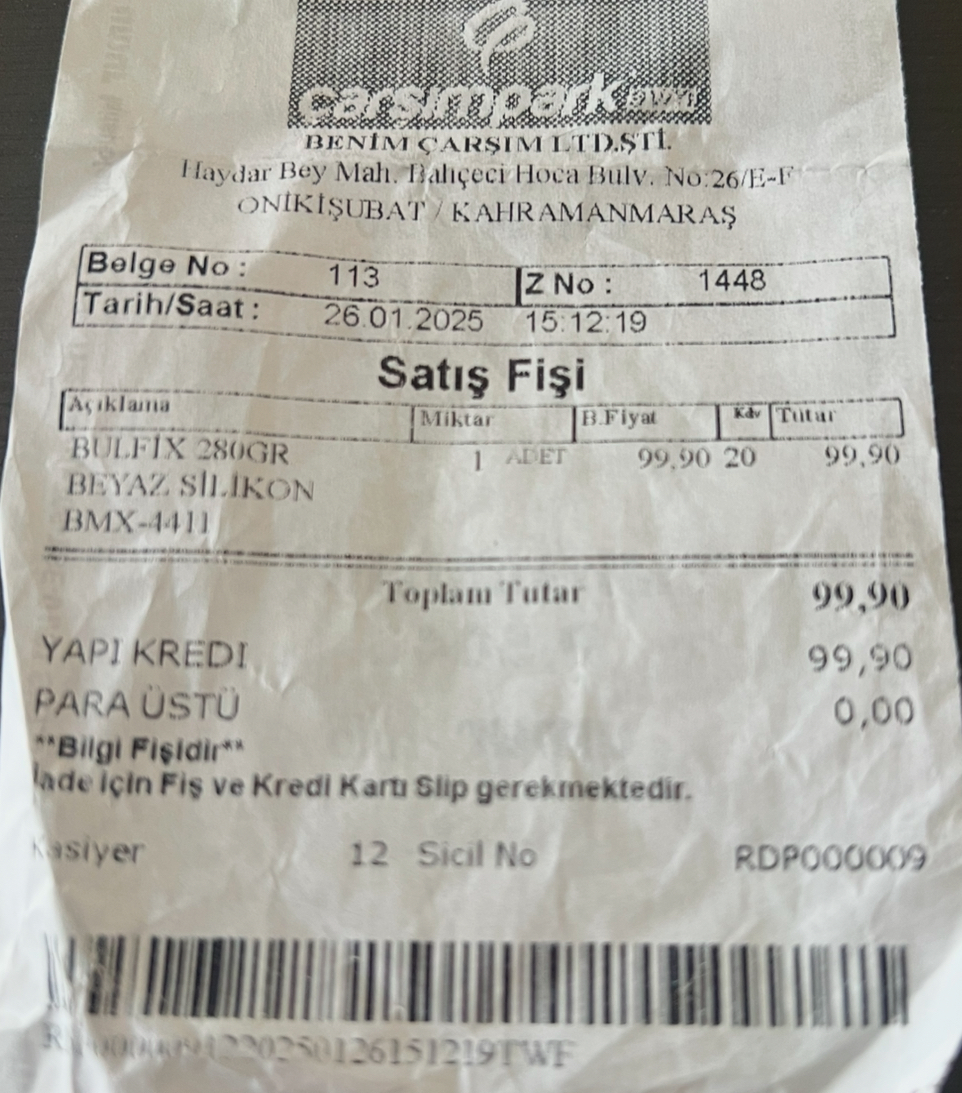 carsımpark
BENİM ÇARŞIM LTD.ŞTİ.
Haydar Bey Mah. Bahçeci Hoca Bulv. No:26/E-F
ONİKİŞUBAT / KAHRAMANMARAŞ
Belge No : 113 Z No : 1448
Tarih/Saat : 26.01.2025 15:12:19
Satış Fişi
Açıklama Miktar B.Fiyat Kdv Tutar
BULFİX 280GR 1 ADET 99,90 20 99,90
BEYAZ SİLİKON
BMX-4411
Toplam Tutar 99,90
YAPI KREDI 99,90
PARA ÜSTÜ 0,00
**Bilgi Fişidir**
İade için Fiş ve Kredi Kartı Slip gerekmektedir.
Kasiyer 12 Sicil No RDP000009